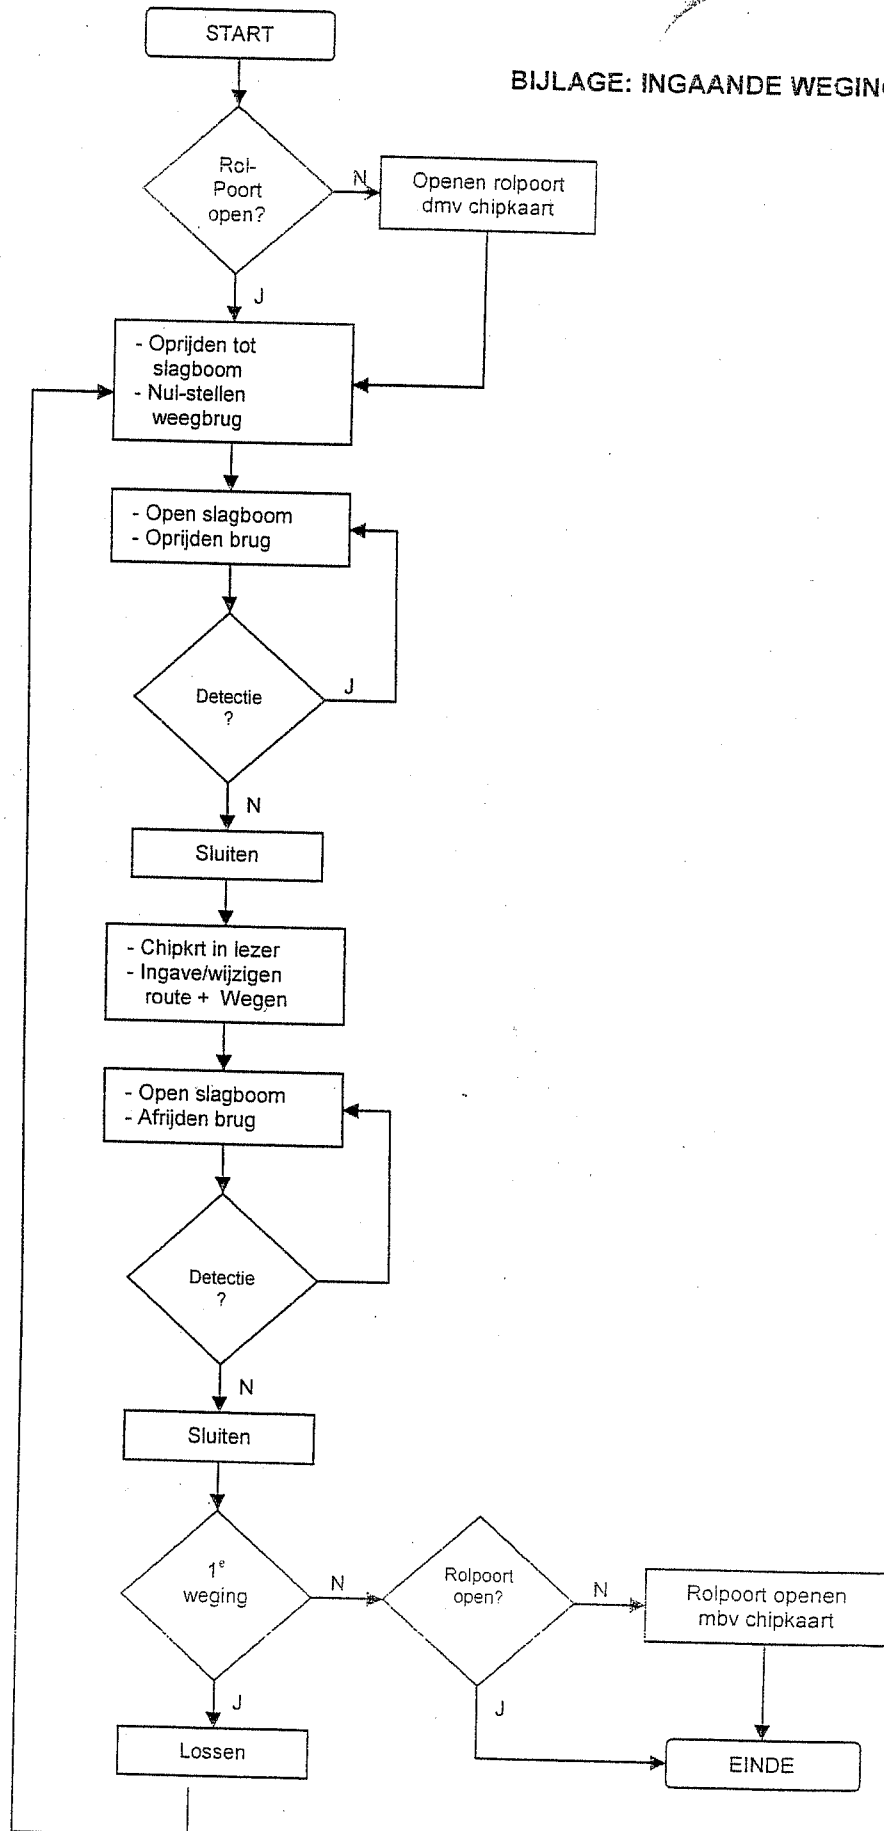 START
BIJLAGE: INGAANDE WEGING
Rol-
Poort
open?
N
Openen rolpoort
dmv chipkaart
J
- Oprijden tot
slagboom
- Nul-stellen
weegbrug
- Open slagboom
- Oprijden brug
Detectie
?
J
N
Sluiten
- Chipkrt in lezer
- Ingave/wijzigen
route + Wegen
- Open slagboom
- Afrijden brug
Detectie
?
N
Sluiten
1e
weging
N
Rolpoort
open?
N
Rolpoort openen
mbv chipkaart
J
J
Lossen
EINDE